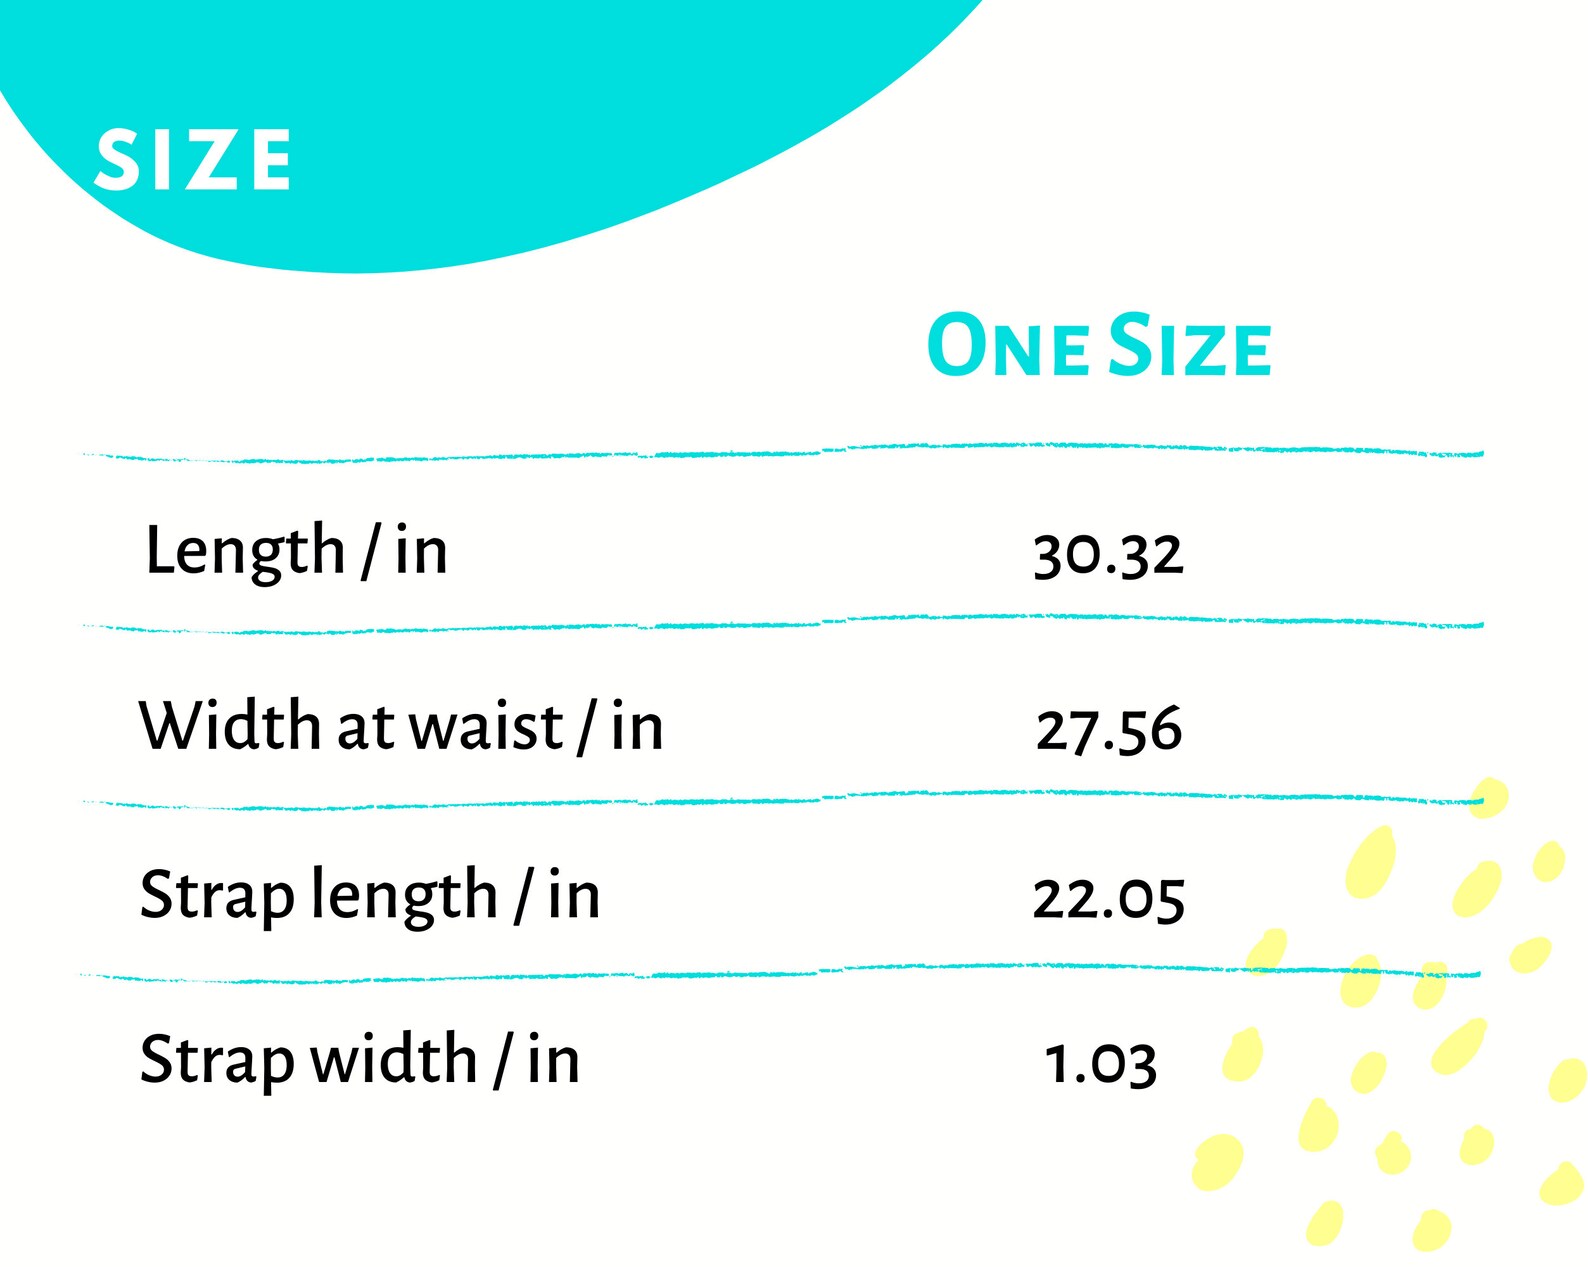 SIZE
One Size
Length / in 30.32
Width at waist / in 27.56
Strap length / in 22.05
Strap width / in 1.03